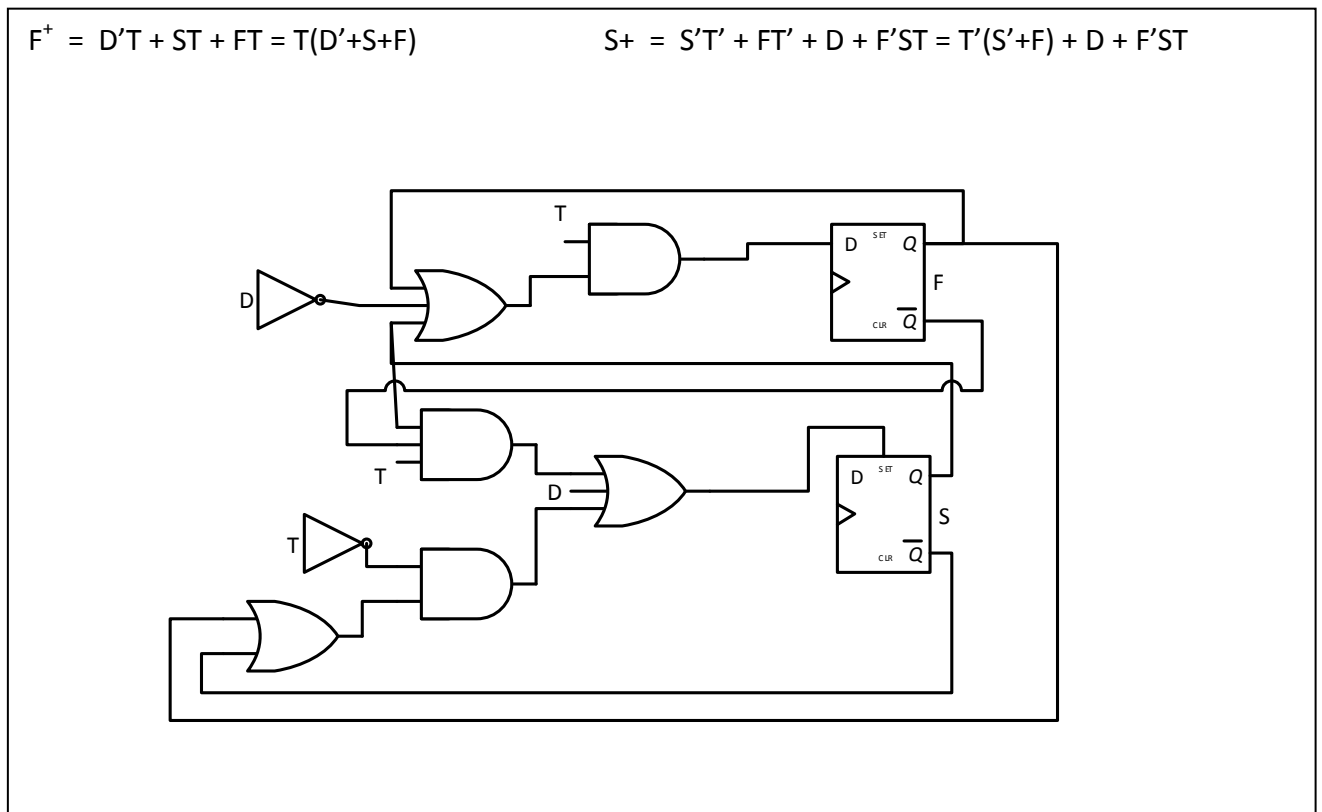 F⁺ = D’T + ST + FT = T(D’+S+F)
S+ = S’T’ + FT’ + D + F’ST = T’(S’+F) + D + F’ST
T
D SET Q
D
F
CLR Q̅
T
D
D SET Q
T
S
CLR Q̅